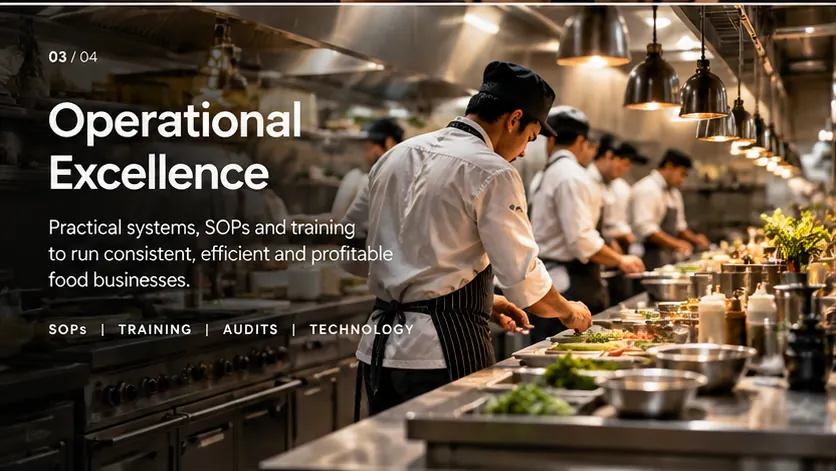 03 / 04
Operational
Excellence
Practical systems, SOPs and training
to run consistent, efficient and profitable
food businesses.
SOPs | TRAINING | AUDITS | TECHNOLOGY